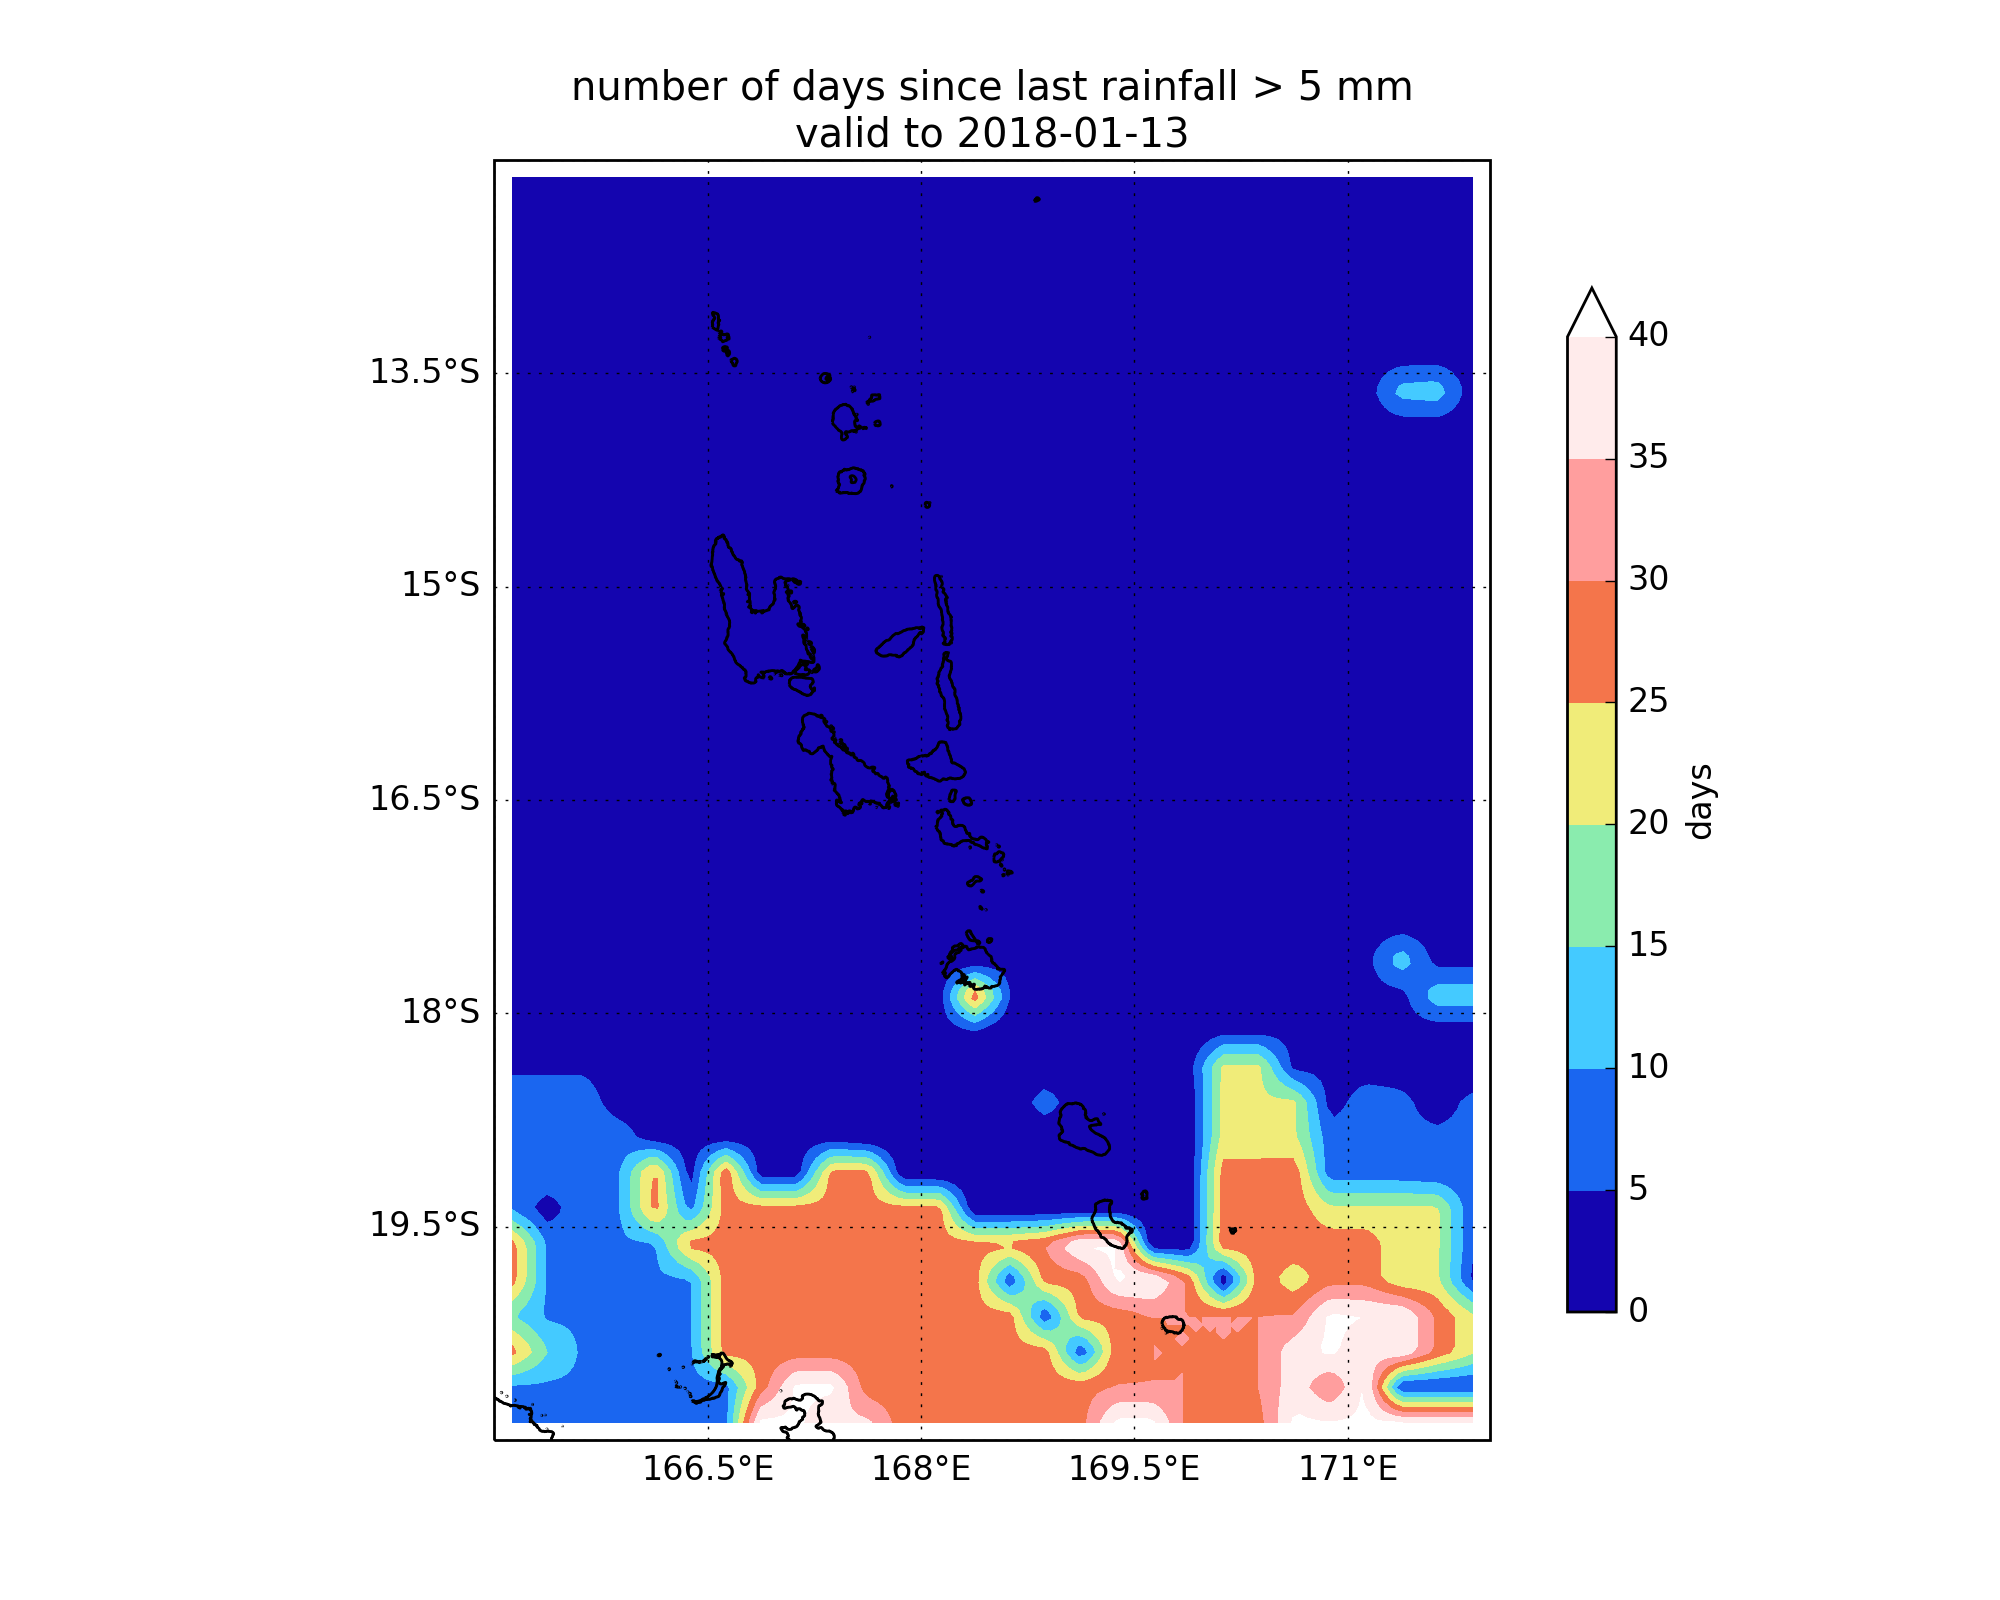 number of days since last rainfall > 5 mm
valid to 2018-01-13
13.5°S
15°S
16.5°S
18°S
19.5°S
166.5°E
168°E
169.5°E
171°E
40
35
30
25
20
15
10
5
0
days